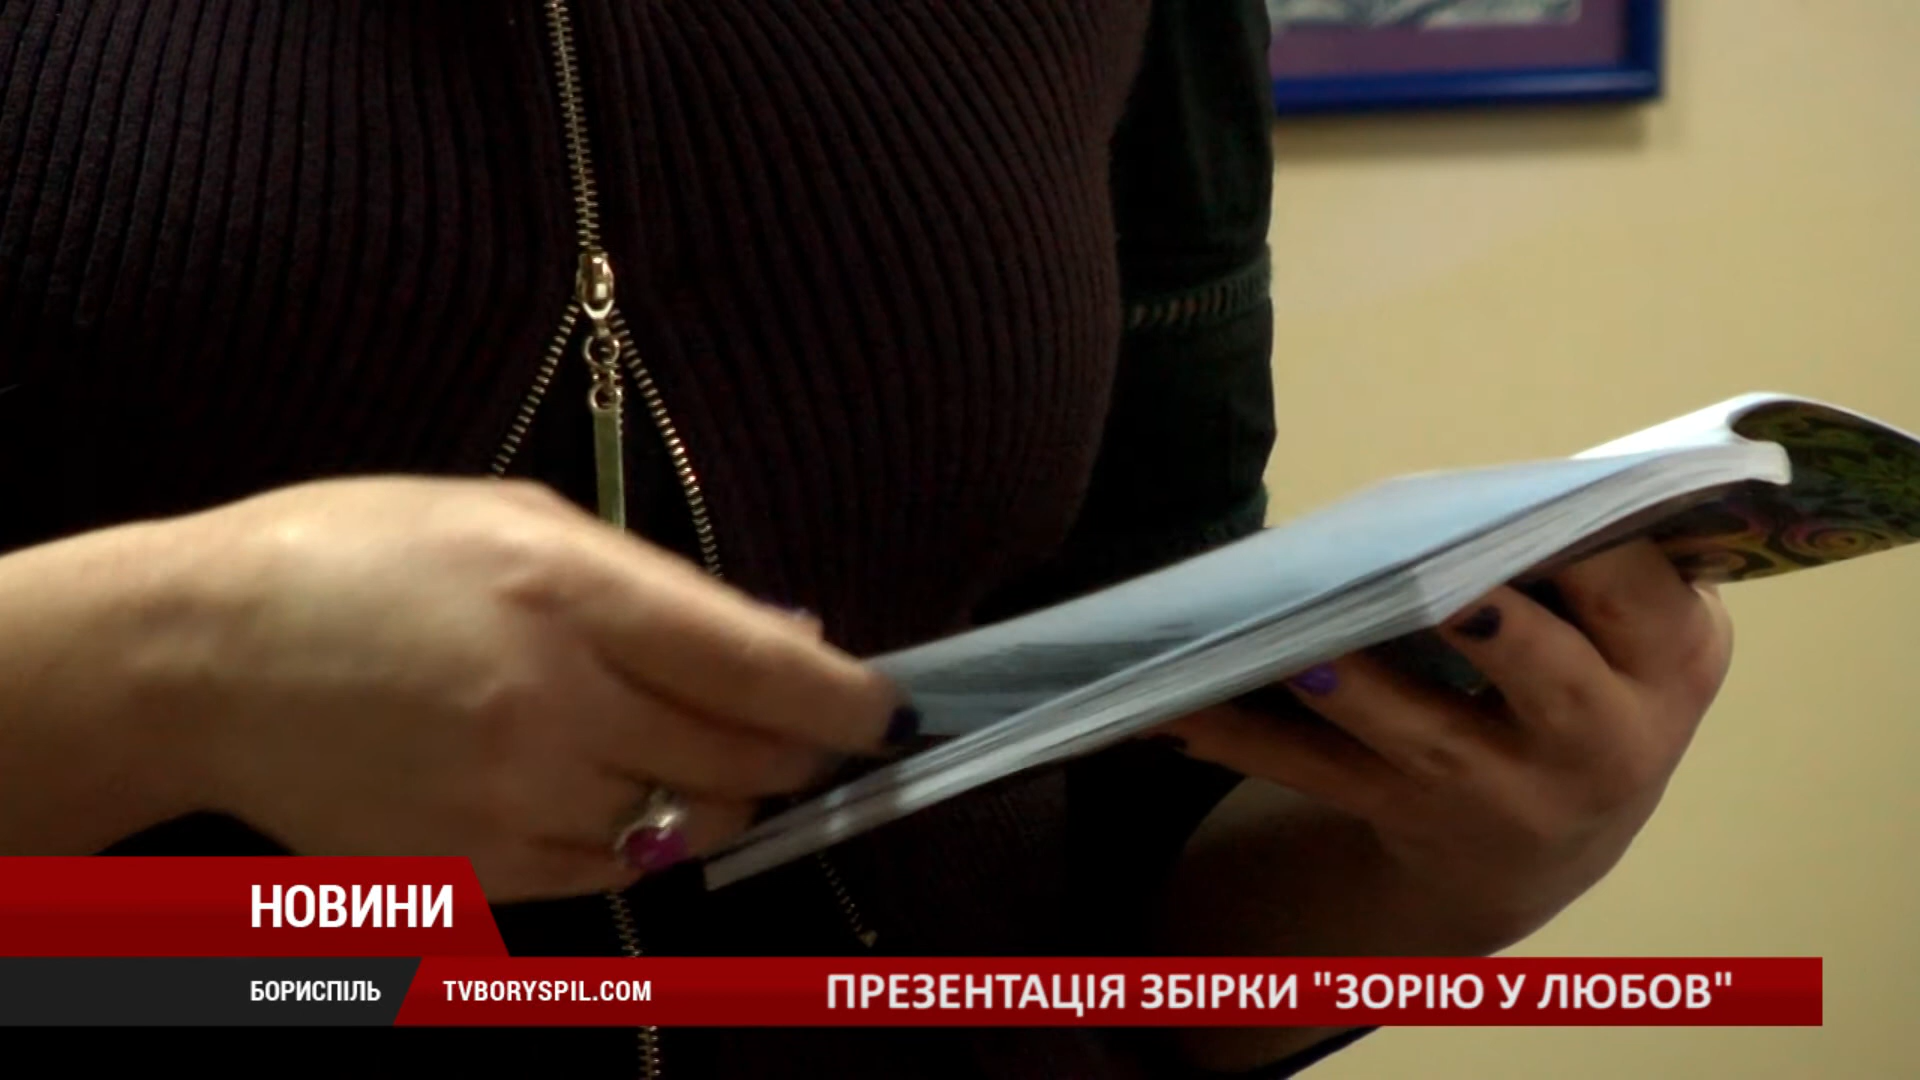 НОВИНИ
БОРИСПІЛЬ TVBORYSPIL.COM ПРЕЗЕНТАЦІЯ ЗБІРКИ "ЗОРІЮ У ЛЮБОВ"